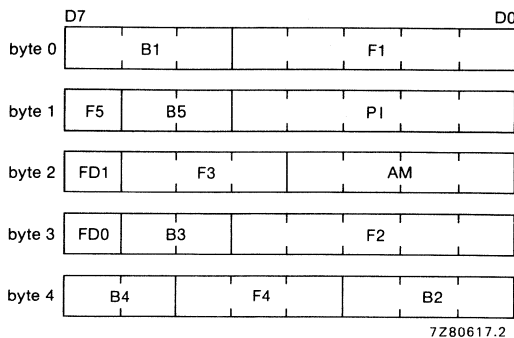 D7 D0
byte 0 B1 F1
byte 1 F5 B5 PI
byte 2 FD1 F3 AM
byte 3 FD0 B3 F2
byte 4 B4 F4 B2
7Z80617.2